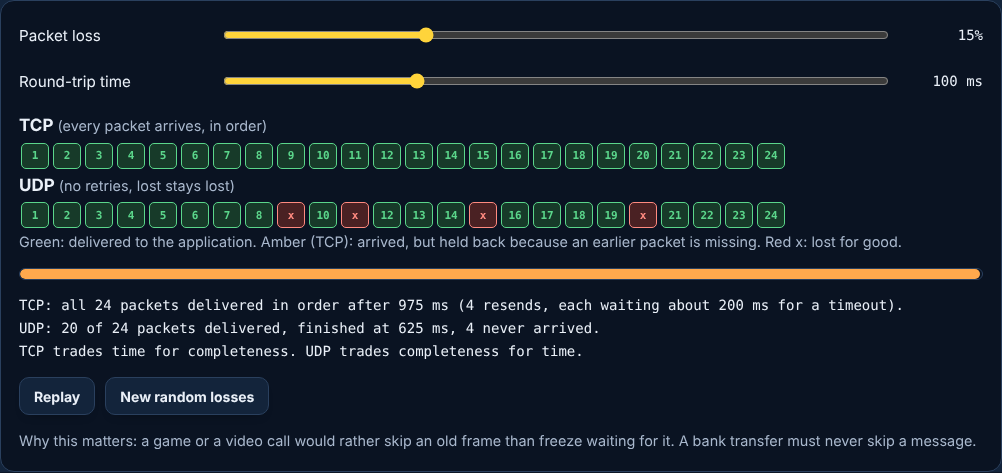 Packet loss 15%
Round-trip time 100 ms
TCP (every packet arrives, in order)
1 2 3 4 5 6 7 8 9 10 11 12 13 14 15 16 17 18 19 20 21 22 23 24
UDP (no retries, lost stays lost)
1 2 3 4 5 6 7 8 x 10 x 12 13 14 x 16 17 18 19 x 21 22 23 24
Green: delivered to the application. Amber (TCP): arrived, but held back because an earlier packet is missing. Red x: lost for good.
TCP: all 24 packets delivered in order after 975 ms (4 resends, each waiting about 200 ms for a timeout).
UDP: 20 of 24 packets delivered, finished at 625 ms, 4 never arrived.
TCP trades time for completeness. UDP trades completeness for time.
Replay New random losses
Why this matters: a game or a video call would rather skip an old frame than freeze waiting for it. A bank transfer must never skip a message.